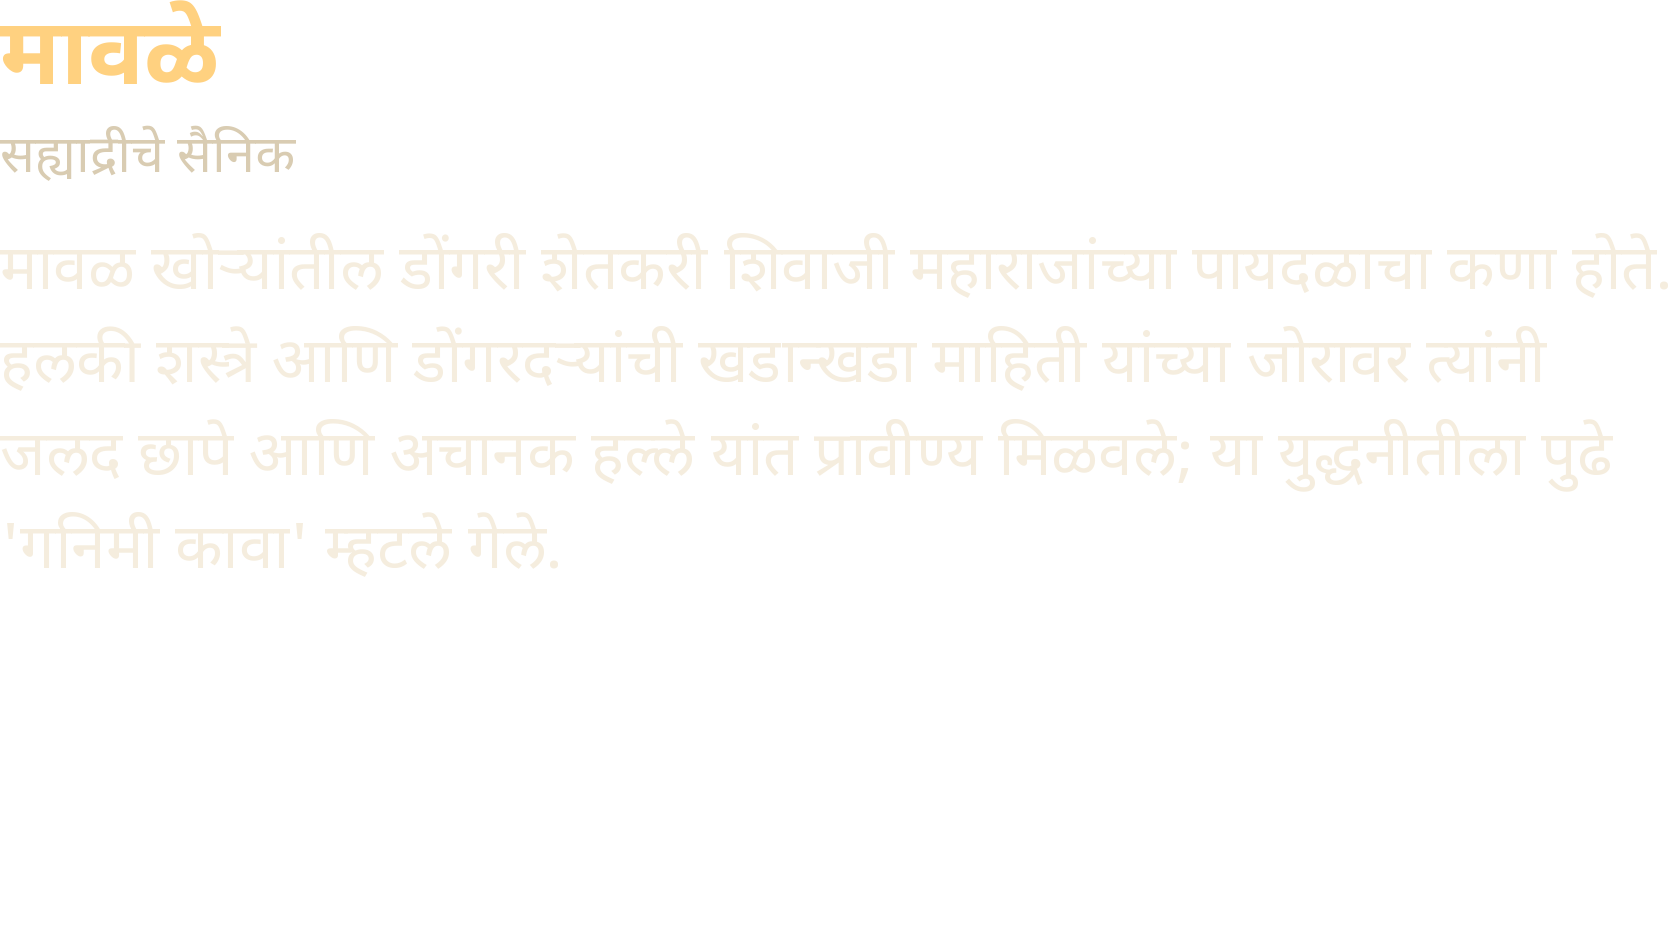 मावळे
सह्याद्रीचे सैनिक
मावळ खोऱ्यांतील डोंगरी शेतकरी शिवाजी महाराजांच्या पायदळाचा कणा होते.
हलकी शस्त्रे आणि डोंगरदऱ्यांची खडान्खडा माहिती यांच्या जोरावर त्यांनी
जलद छापे आणि अचानक हल्ले यांत प्रावीण्य मिळवले; या युद्धनीतीला पुढे
'गनिमी कावा' म्हटले गेले.